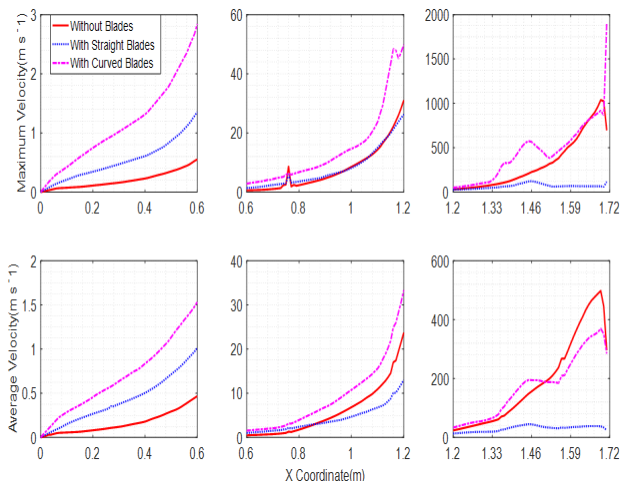 Maximum Velocity(m s⁻¹)
3
2
1
0
0 0.2 0.4 0.6
Without Blades
With Straight Blades
With Curved Blades
60
40
20
0
0.6 0.8 1 1.2
2000
1500
1000
500
0
1.2 1.33 1.46 1.59 1.72
Average Velocity(m s⁻¹)
2
1.5
1
0.5
0
0 0.2 0.4 0.6
40
30
20
10
0
0.6 0.8 1 1.2
600
400
200
0
1.2 1.33 1.46 1.59 1.72
X Coordinate(m)